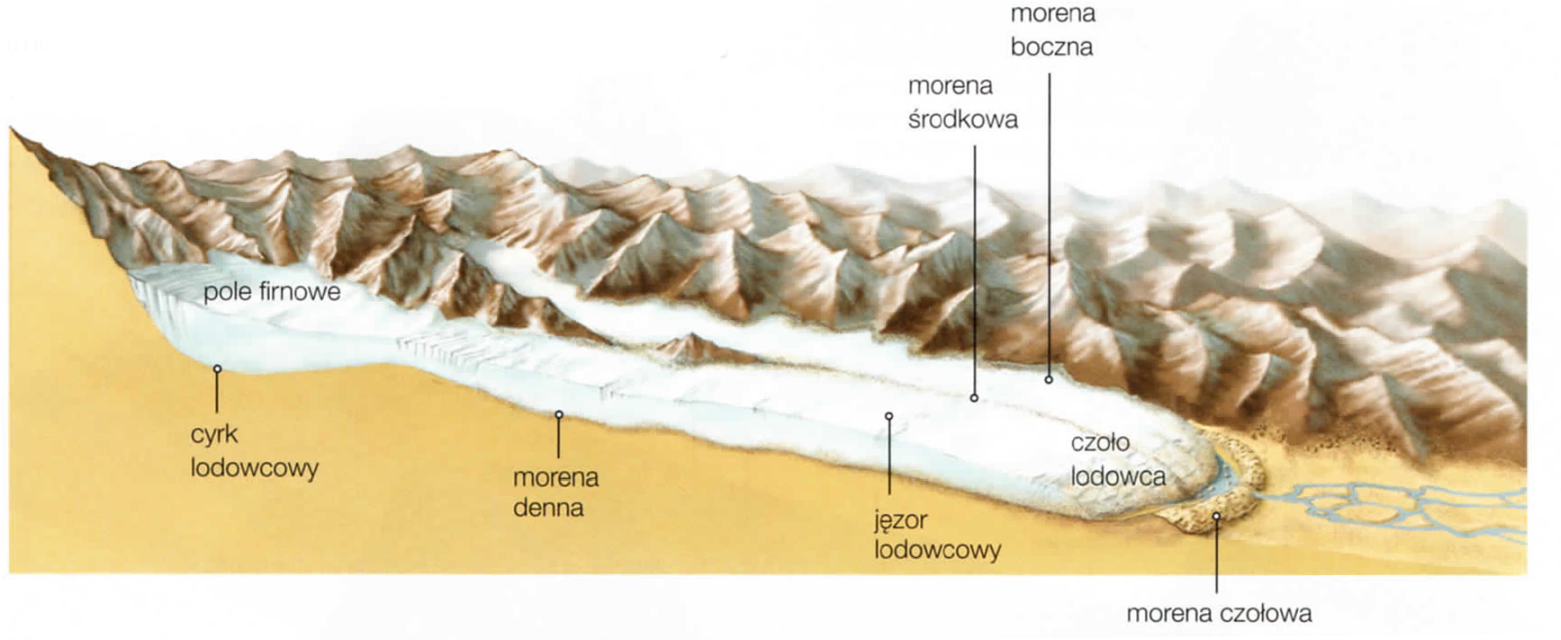 morena
boczna
morena
środkowa
pole firnowe
cyrk
lodowcowy
morena
denna
czoło
lodowca
jęzor
lodowcowy
morena czołowa